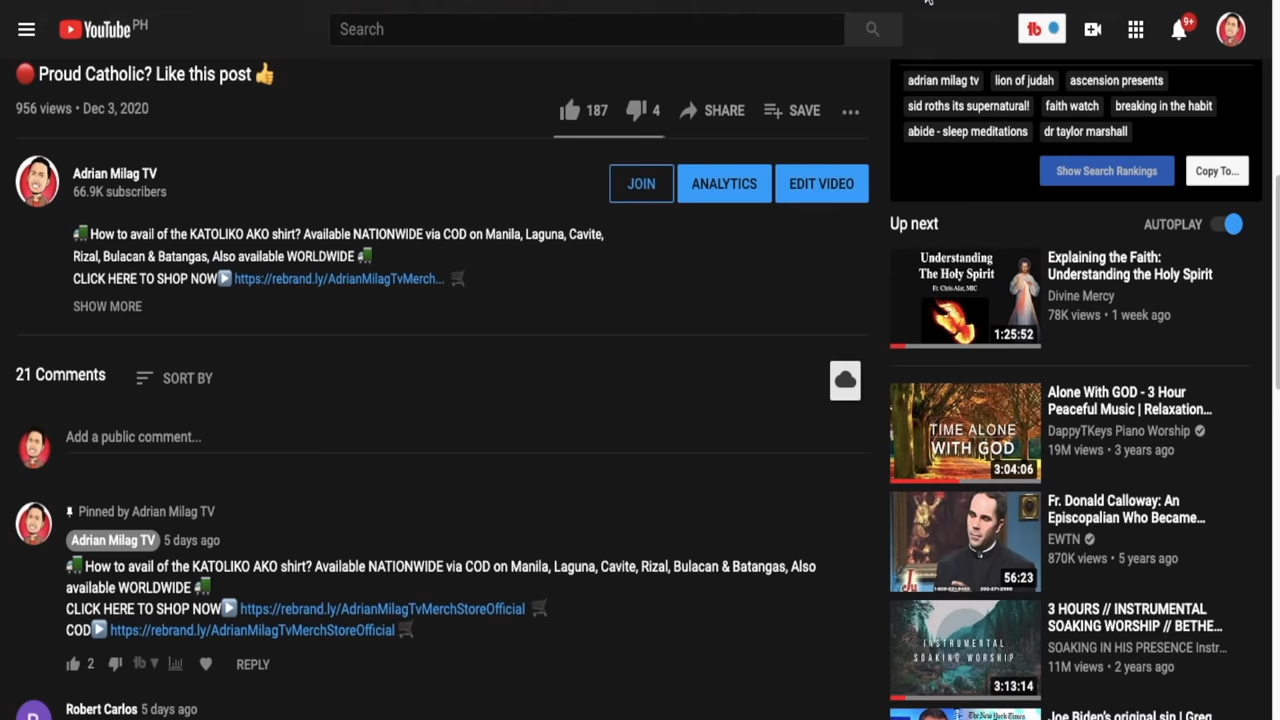 YouTube PH
Search
9+
🔴 Proud Catholic? Like this post 👍
956 views • Dec 3, 2020
187
4
SHARE
SAVE
Adrian Milag TV
66.9K subscribers
JOIN
ANALYTICS
EDIT VIDEO
🚚How to avail of the KATOLIKO AKO shirt? Available NATIONWIDE via COD on Manila, Laguna, Cavite,
Rizal, Bulacan & Batangas, Also available WORLDWIDE 🚚
CLICK HERE TO SHOP NOW▶️ https://rebrand.ly/AdrianMilagTvMerch... 🛒
SHOW MORE
21 Comments
SORT BY
Add a public comment...
Pinned by Adrian Milag TV
Adrian Milag TV 5 days ago
🚚How to avail of the KATOLIKO AKO shirt? Available NATIONWIDE via COD on Manila, Laguna, Cavite, Rizal, Bulacan & Batangas, Also
available WORLDWIDE 🚚
CLICK HERE TO SHOP NOW▶️ https://rebrand.ly/AdrianMilagTvMerchStoreOfficial 🛒
COD▶️ https://rebrand.ly/AdrianMilagTvMerchStoreOfficial 🛒
2
REPLY
Robert Carlos 5 days ago
adrian milag tv
lion of judah
ascension presents
sid roths its supernatural!
faith watch
breaking in the habit
abide - sleep meditations
dr taylor marshall
Show Search Rankings
Copy To...
Up next
AUTOPLAY
Understanding
The Holy Spirit
Fr. Chris Alar, MIC
1:25:52
Explaining the Faith:
Understanding the Holy Spirit
Divine Mercy
78K views • 1 week ago
TIME ALONE
WITH GOD
3:04:06
Alone With GOD - 3 Hour
Peaceful Music | Relaxation...
DappyTKeys Piano Worship
19M views • 3 years ago
56:23
Fr. Donald Calloway: An
Episcopalian Who Became...
EWTN
870K views • 5 years ago
INSTRUMENTAL
SOAKING WORSHIP
3:13:14
3 HOURS // INSTRUMENTAL
SOAKING WORSHIP // BETHE...
SOAKING IN HIS PRESENCE Instr...
11M views • 2 years ago
The New York Times
Joe Biden's original sin | Greg